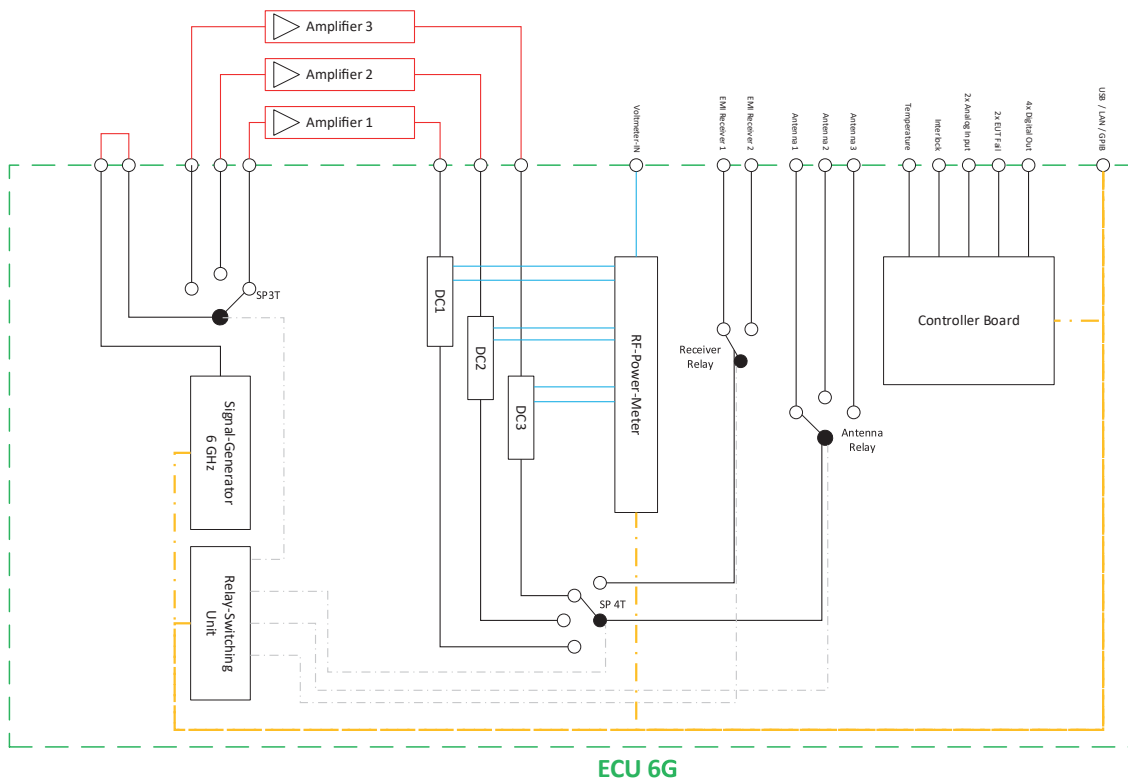 Amplifier 3
Amplifier 2
Amplifier 1
Voltmeter-IN
EMI Receiver 1
EMI Receiver 2
Antenna 1
Antenna 2
Antenna 3
Temperature
Interlock
2x Analog Input
2x EUT Fail
4x Digital Out
USB / LAN / GPIB
SP3T
DC1
DC2
DC3
RF-Power-Meter
Receiver
Relay
Controller Board
Antenna
Relay
Signal-Generator
6 GHz
Relay-Switching
Unit
SP 4T
ECU 6G